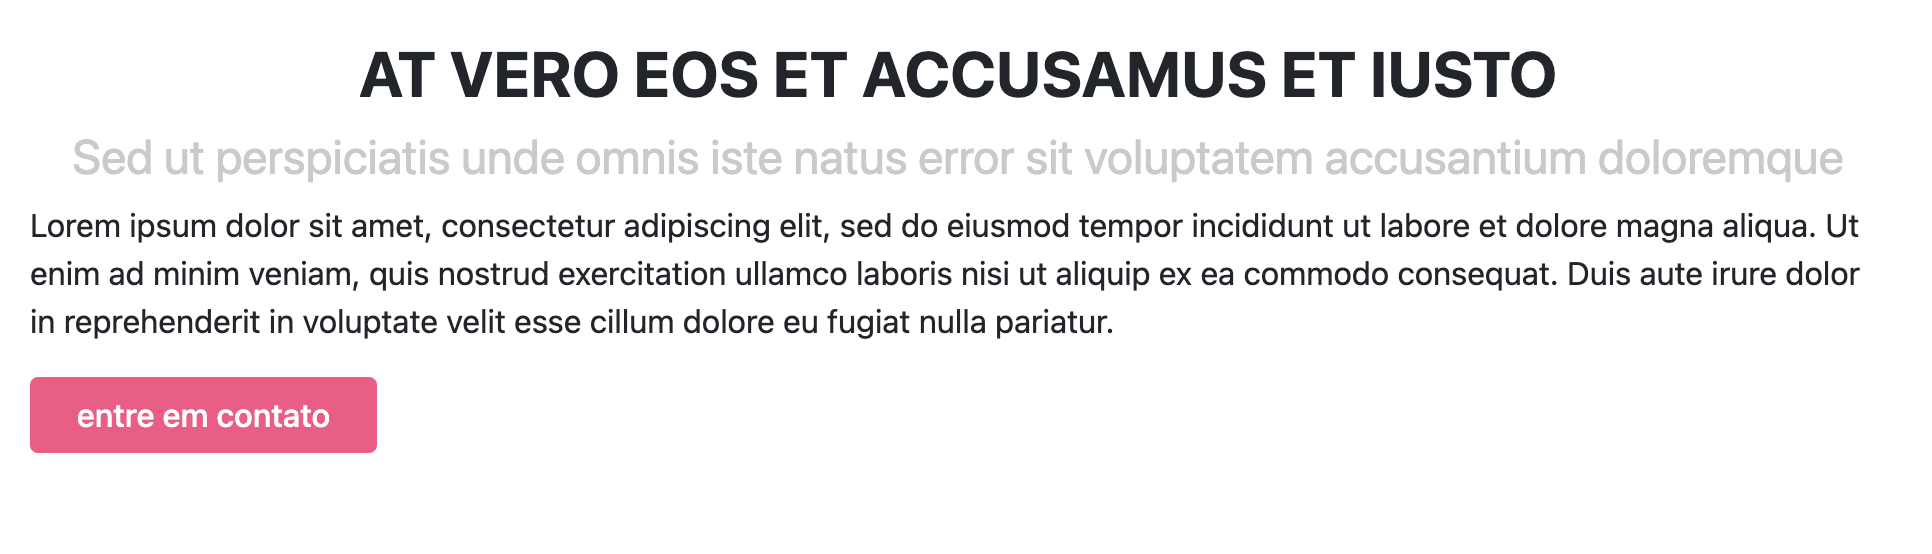 AT VERO EOS ET ACCUSAMUS ET IUSTO
Sed ut perspiciatis unde omnis iste natus error sit voluptatem accusantium doloremque
Lorem ipsum dolor sit amet, consectetur adipiscing elit, sed do eiusmod tempor incididunt ut labore et dolore magna aliqua. Ut
enim ad minim veniam, quis nostrud exercitation ullamco laboris nisi ut aliquip ex ea commodo consequat. Duis aute irure dolor
in reprehenderit in voluptate velit esse cillum dolore eu fugiat nulla pariatur.
entre em contato